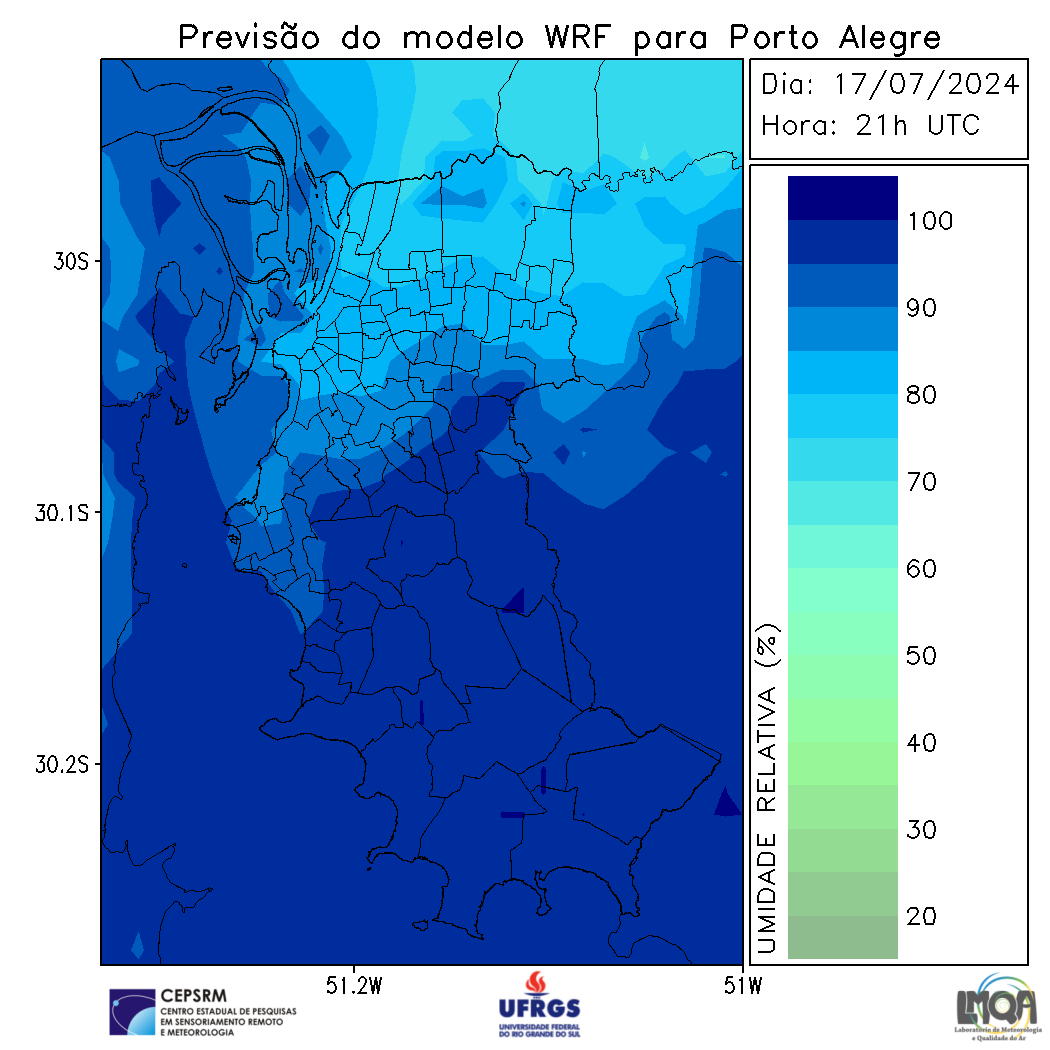 Previsão do modelo WRF para Porto Alegre
Dia: 17/07/2024
Hora: 21h UTC
100
90
80
70
60
50
40
30
20
UMIDADE RELATIVA (%)
30S
30.1S
30.2S
51.2W
51W
CEPSRM
CENTRO ESTADUAL DE PESQUISAS
EM SENSORIAMENTO REMOTO
E METEOROLOGIA
UFRGS
UNIVERSIDADE FEDERAL
DO RIO GRANDE DO SUL
LMQA
Laboratório de Meteorologia
e Qualidade do Ar